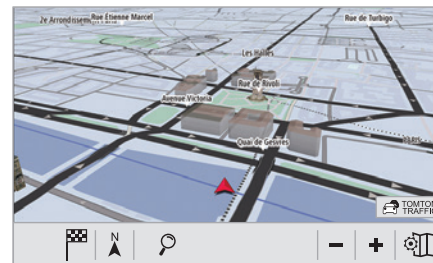 2e Arrondissem
Rue Etienne Marcel
Rue de Turbigo
Les Halles
Rue de Rivoli
Avenue Victoria
Quai de Gesvres
TOMTOM
TRAFFIC
N